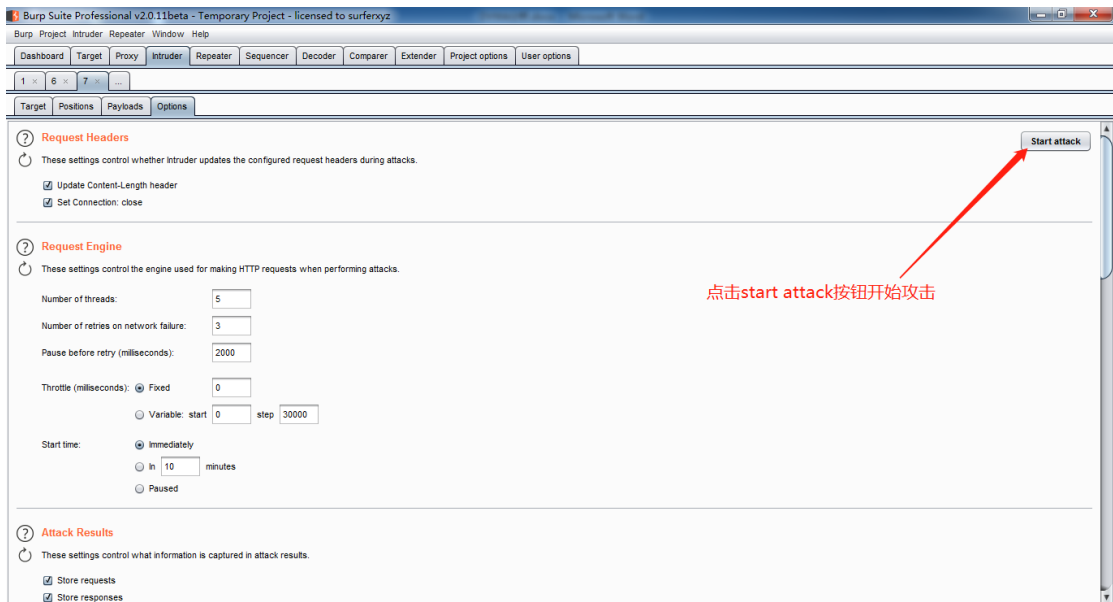 Burp Suite Professional v2.0.11beta - Temporary Project - licensed to surferxyz
Burp Project Intruder Repeater Window Help
Dashboard Target Proxy Intruder Repeater Sequencer Decoder Comparer Extender Project options User options
1 × 6 × 7 × ...
Target Positions Payloads Options
? Request Headers
Start attack
These settings control whether Intruder updates the configured request headers during attacks.
Update Content-Length header
Set Connection: close
? Request Engine
These settings control the engine used for making HTTP requests when performing attacks.
点击start attack按钮开始攻击
Number of threads: 5
Number of retries on network failure: 3
Pause before retry (milliseconds): 2000
Throttle (milliseconds): Fixed 0
Variable: start 0 step 30000
Start time: Immediately
In 10 minutes
Paused
? Attack Results
These settings control what information is captured in attack results.
Store requests
Store responses